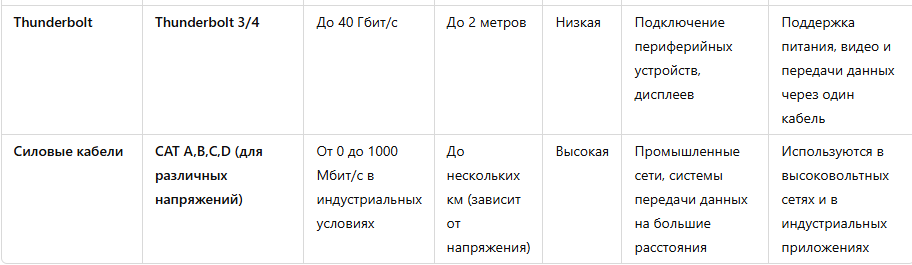 Thunderbolt
Thunderbolt 3/4
До 40 Гбит/с
До 2 метров
Низкая
Подключение
периферийных
устройств,
дисплеев
Поддержка
питания, видео и
передачи данных
через один
кабель
Силовые кабели
CAT A,B,C,D (для
различных
напряжений)
От 0 до 1000
Мбит/с в
индустриальных
условиях
До
нескольких
км (зависит
от
напряжения)
Высокая
Промышленные
сети, системы
передачи данных
на большие
расстояния
Используются в
высоковольтных
сетях и в
индустриальных
приложениях